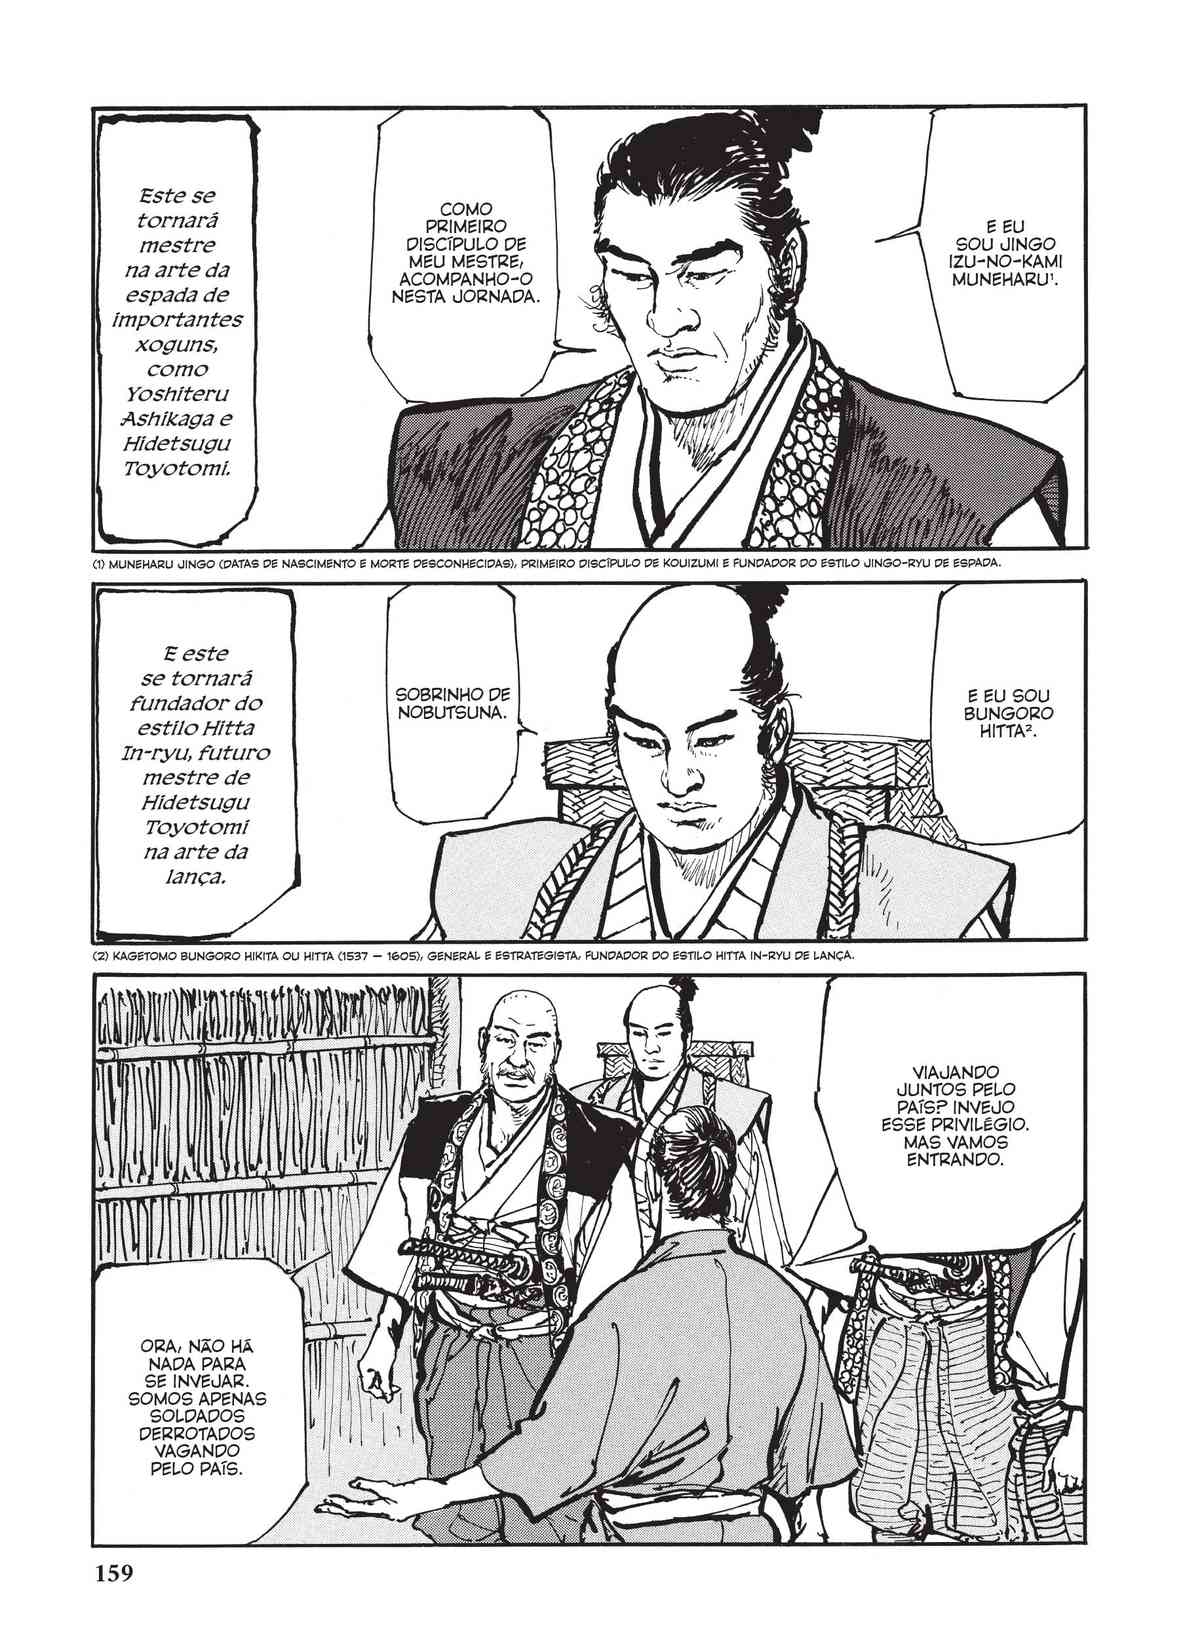 E EU
SOU JINGO
IZU-NO-KAMI
MUNEHARU¹.
COMO
PRIMEIRO
DISCÍPULO DE
MEU MESTRE,
ACOMPANHO-O
NESTA JORNADA.
Este se
tornará
mestre
na arte da
espada de
importantes
xoguns,
como
Yoshiteru
Ashikaga e
Hidetsugu
Toyotomi.
(1) MUNEHARU JINGO (DATAS DE NASCIMENTO E MORTE DESCONHECIDAS), PRIMEIRO DISCÍPULO DE KOUIZUMI E FUNDADOR DO ESTILO JINGO-RYU DE ESPADA.
E EU SOU
BUNGORO
HITTA².
SOBRINHO DE
NOBUTSUNA.
E este
se tornará
fundador do
estilo Hitta
In-ryu, futuro
mestre de
Hidetsugu
Toyotomi
na arte da
lança.
(2) KAGETOMO BUNGORO HIKITA OU HITTA (1537 — 1605), GENERAL E ESTRATEGISTA, FUNDADOR DO ESTILO HITTA IN-RYU DE LANÇA.
VIAJANDO
JUNTOS PELO
PAÍS? INVEJO
ESSE PRIVILÉGIO.
MAS VAMOS
ENTRANDO.
ORA, NÃO HÁ
NADA PARA
SE INVEJAR.
SOMOS APENAS
SOLDADOS
DERROTADOS
VAGANDO
PELO PAÍS.
159